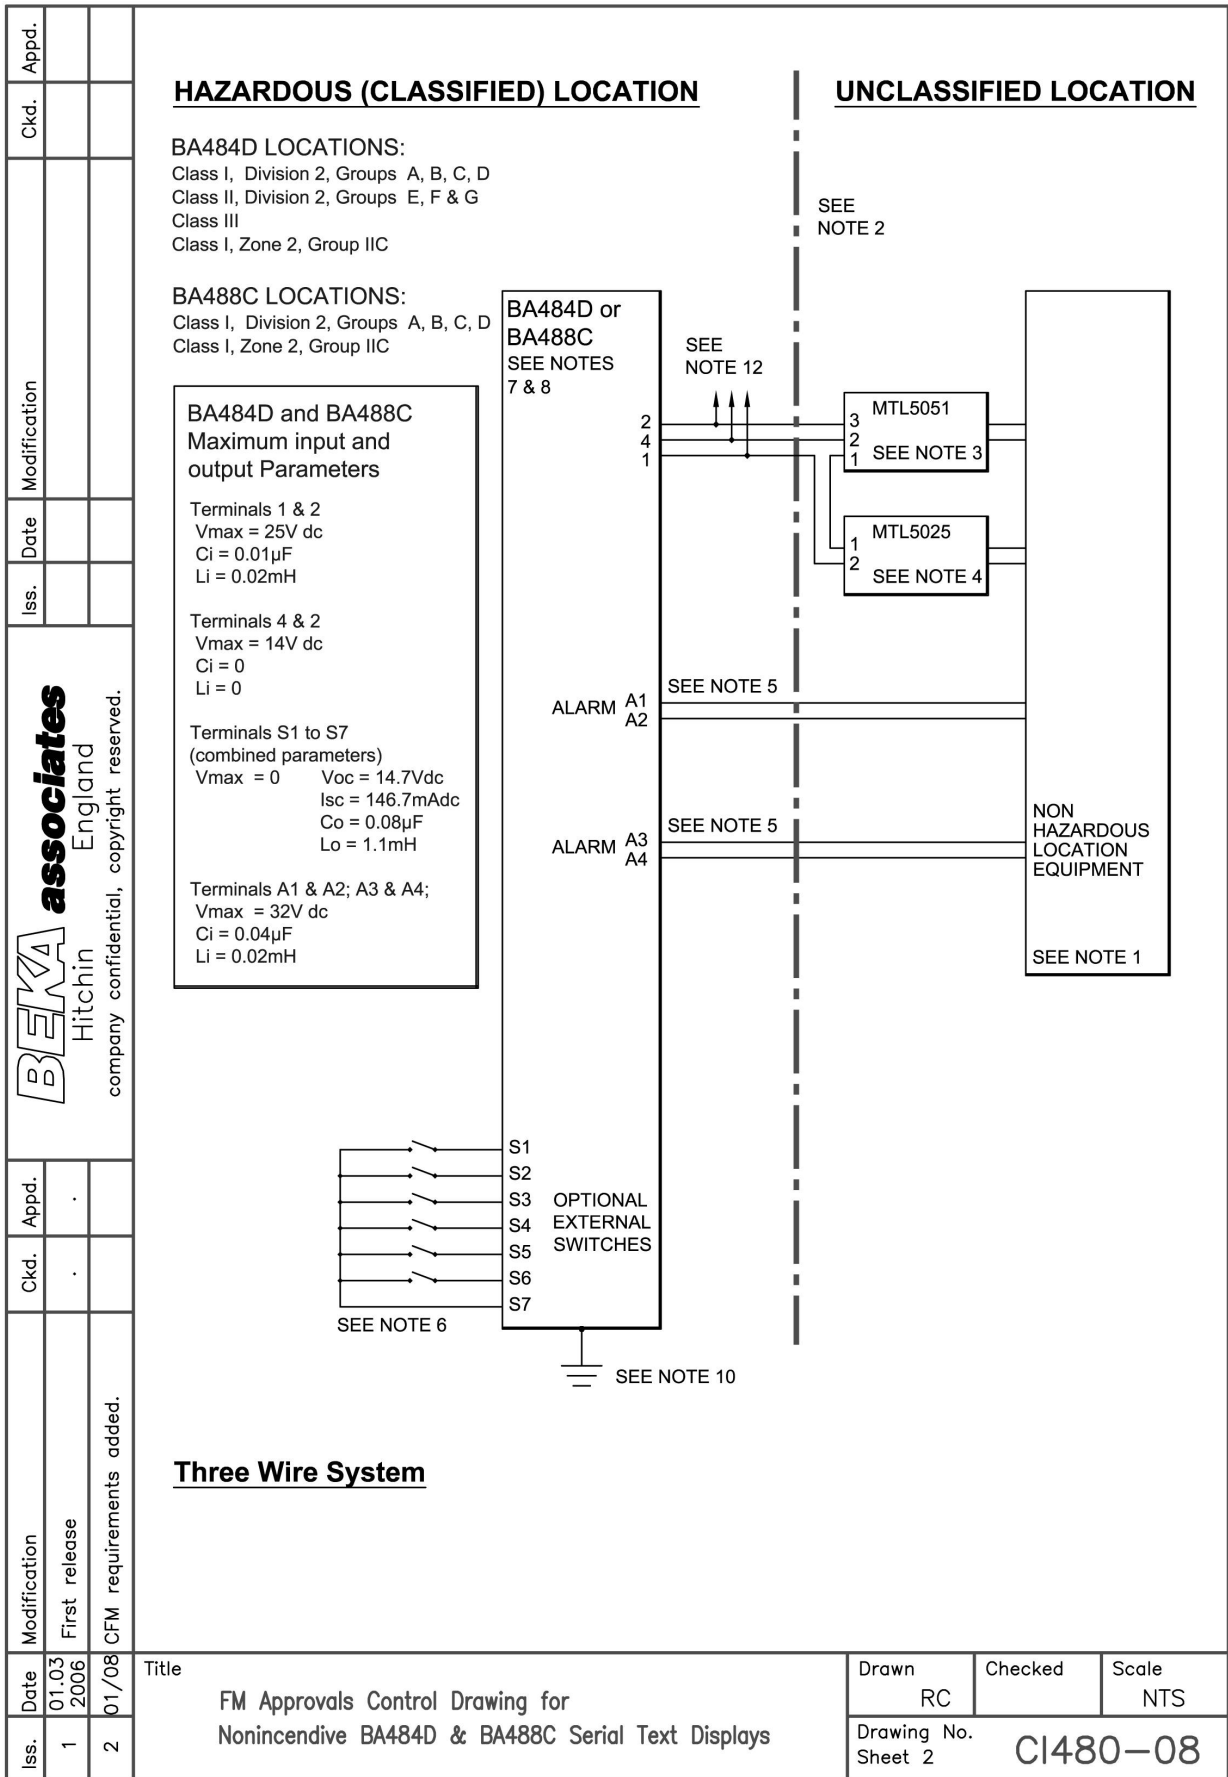 HAZARDOUS (CLASSIFIED) LOCATION
UNCLASSIFIED LOCATION
BA484D LOCATIONS:
Class I, Division 2, Groups A, B, C, D
Class II, Division 2, Groups E, F & G
Class III
Class I, Zone 2, Group IIC
SEE
NOTE 2
BA488C LOCATIONS:
Class I, Division 2, Groups A, B, C, D
Class I, Zone 2, Group IIC
BA484D or
BA488C
SEE NOTES
7 & 8
SEE
NOTE 12
2
4
1
3
2
1
MTL5051
SEE NOTE 3
1
2
MTL5025
SEE NOTE 4
BA484D and BA488C
Maximum input and
output Parameters
Terminals 1 & 2
Vmax = 25V dc
Ci = 0.01µF
Li = 0.02mH
Terminals 4 & 2
Vmax = 14V dc
Ci = 0
Li = 0
Terminals S1 to S7
(combined parameters)
Vmax = 0 Voc = 14.7Vdc
Isc = 146.7mAdc
Co = 0.08µF
Lo = 1.1mH
Terminals A1 & A2; A3 & A4;
Vmax = 32V dc
Ci = 0.04µF
Li = 0.02mH
SEE NOTE 5
ALARM A1
A2
SEE NOTE 5
ALARM A3
A4
NON
HAZARDOUS
LOCATION
EQUIPMENT
SEE NOTE 1
S1
S2
S3
S4
S5
S6
S7
OPTIONAL
EXTERNAL
SWITCHES
SEE NOTE 6
SEE NOTE 10
Three Wire System
Title
FM Approvals Control Drawing for
Nonincendive BA484D & BA488C Serial Text Displays
Drawn
RC
Checked
Scale
NTS
Drawing No.
Sheet 2
CI480-08
Iss. Date Modification Ckd. Appd.
BEKA associates
Hitchin England
company confidential, copyright reserved.
Iss. Date Modification Ckd. Appd.
1 01.03 2006 First release . .
2 01/08 CFM requirements added.